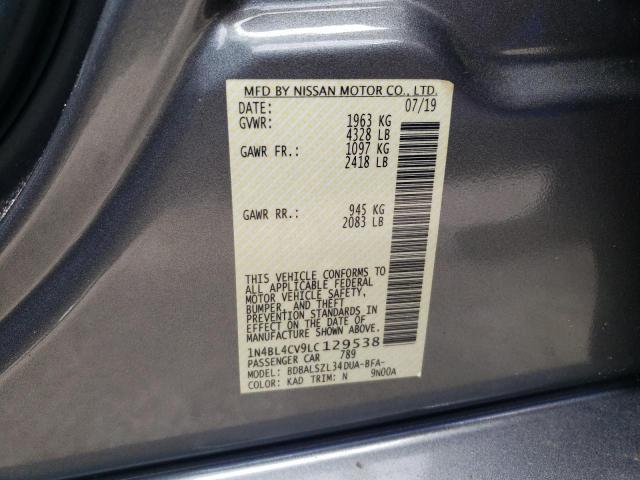 MFD BY NISSAN MOTOR CO., LTD.
DATE: 07/19
GVWR: 1963 KG
4328 LB
GAWR FR.: 1097 KG
2418 LB
GAWR RR.: 945 KG
2083 LB
THIS VEHICLE CONFORMS TO
ALL APPLICABLE FEDERAL
MOTOR VEHICLE SAFETY,
BUMPER, AND THEFT
PREVENTION STANDARDS IN
EFFECT ON THE DATE OF
MANUFACTURE SHOWN ABOVE.
1N4BL4CV9LC129538
PASSENGER CAR 789
MODEL: BDBALSZL34DUA-BFA-
COLOR: KAD TRIM: N 9N00A